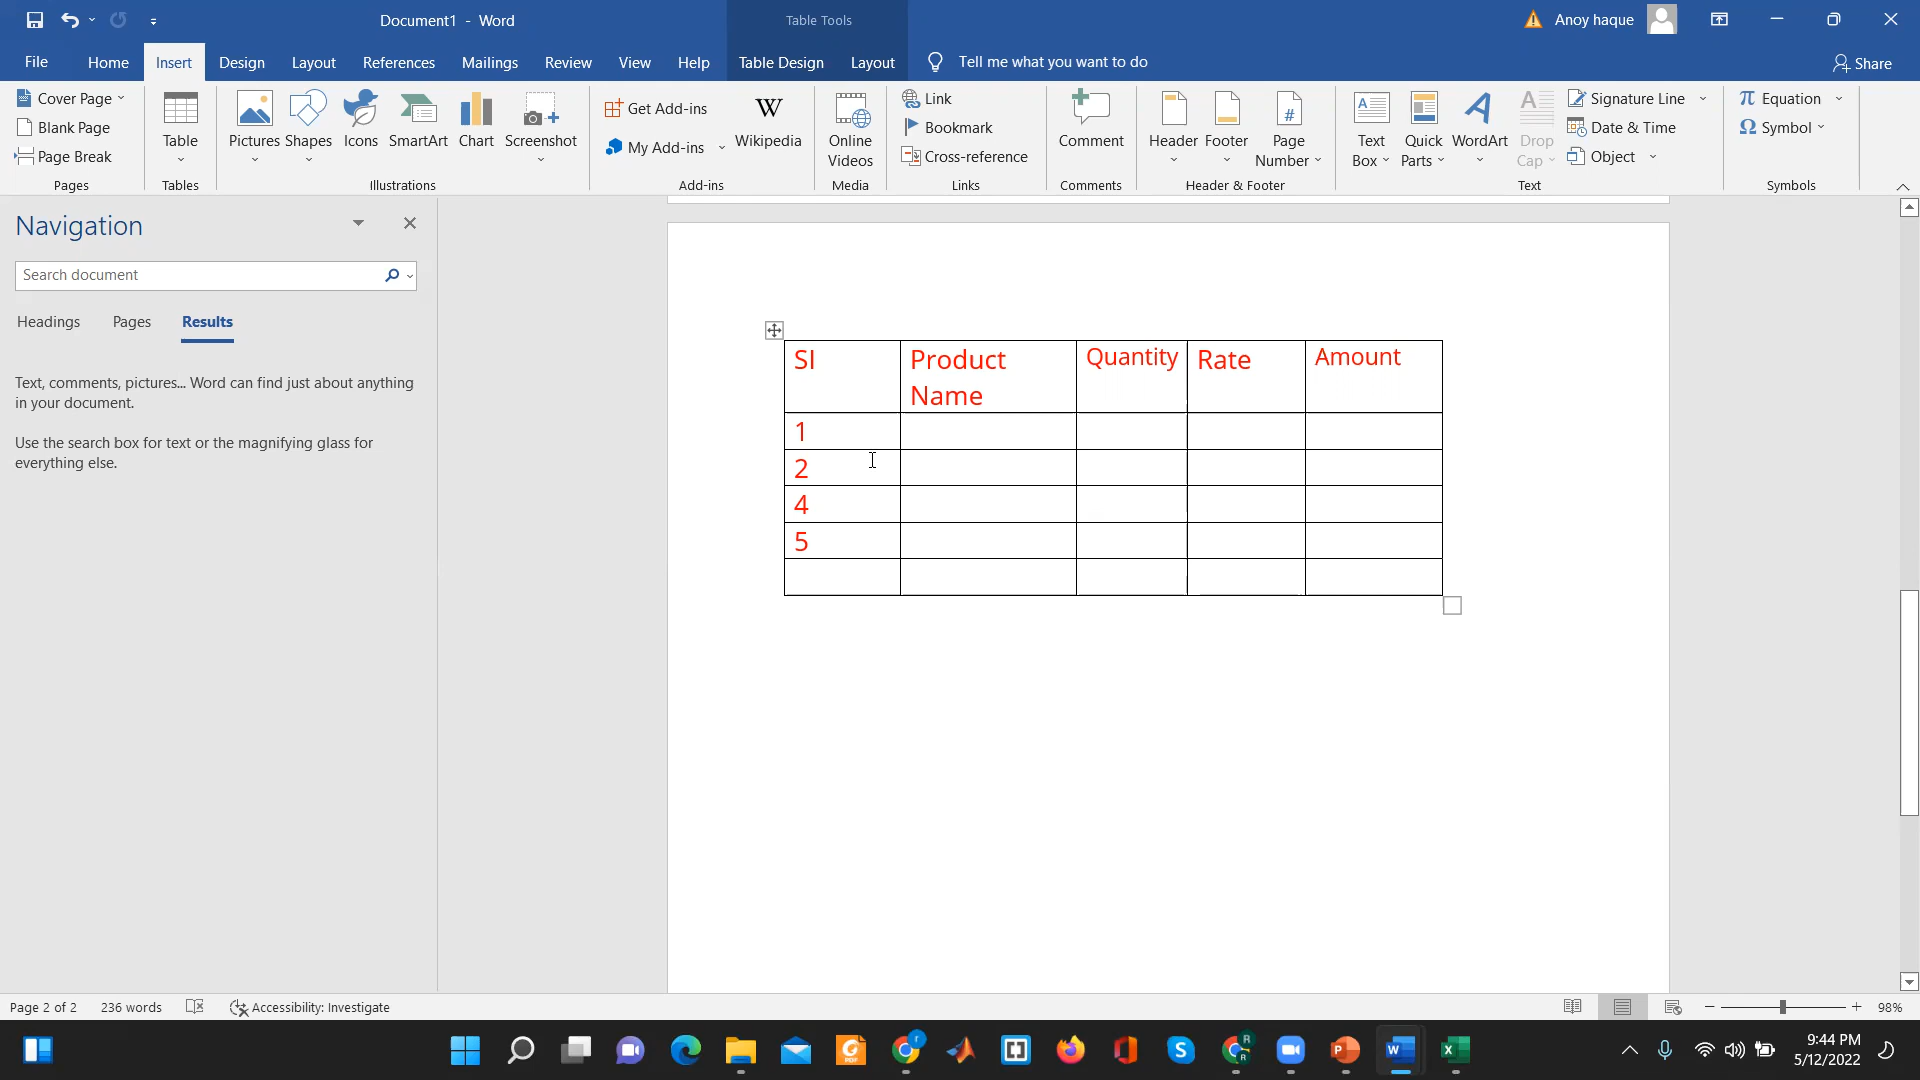 Document1 - Word
Table Tools
Anoy haque
File Home Insert Design Layout References Mailings Review View Help Table Design Layout Tell me what you want to do Share
Cover Page
Blank Page
Page Break
Pages
Table
Tables
Pictures Shapes Icons SmartArt Chart Screenshot
Illustrations
Get Add-ins
My Add-ins
W
Wikipedia
Add-ins
Online
Videos
Media
Link
Bookmark
Cross-reference
Links
Comment
Comments
Header Footer Page
Number
Header & Footer
Text
Box
Quick
Parts
WordArt
Drop
Cap
Signature Line
Date & Time
Object
Text
π Equation
Ω Symbol
Symbols
Navigation
Search document
Headings Pages Results
Text, comments, pictures... Word can find just about anything
in your document.
Use the search box for text or the magnifying glass for
everything else.
Sl Product Name Quantity Rate Amount
1
2
4
5
Page 2 of 2 236 words Accessibility: Investigate 98%
9:44 PM
5/12/2022